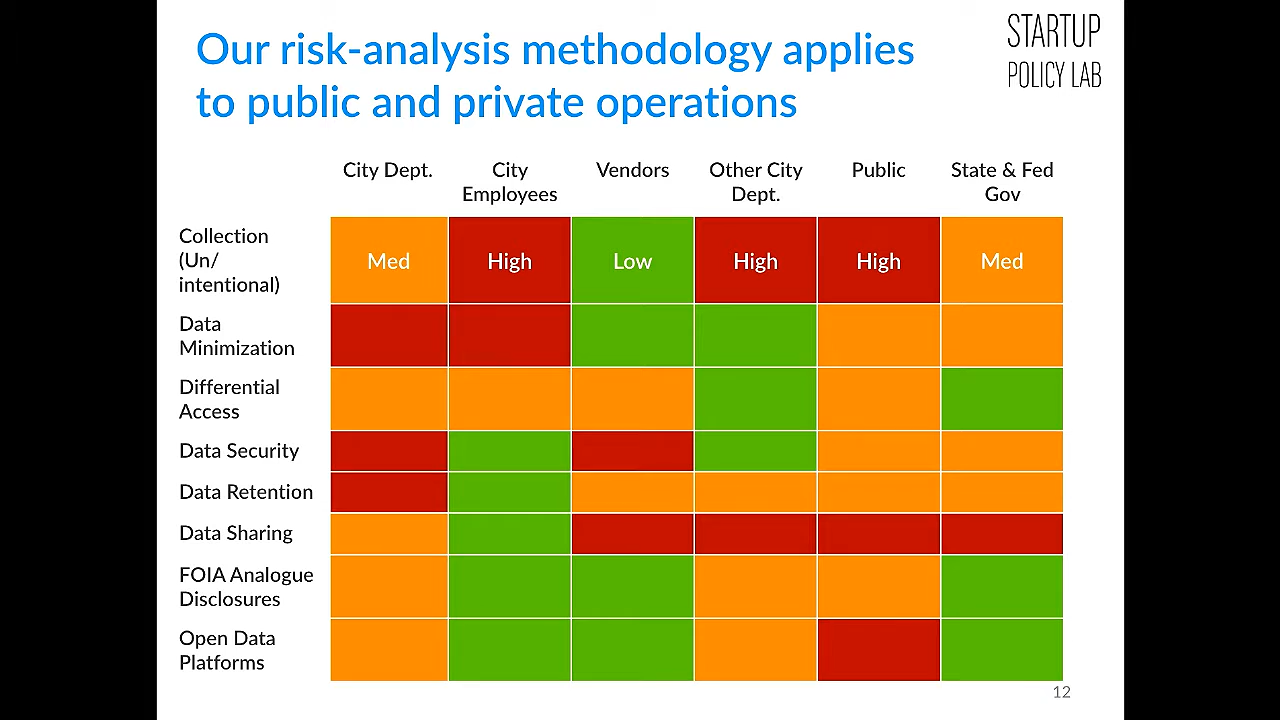 Our risk-analysis methodology applies
to public and private operations
STARTUP
POLICY LAB
City Dept.
City
Employees
Vendors
Other City
Dept.
Public
State & Fed
Gov
Collection
(Un/
intentional)
Med
High
Low
High
High
Med
Data
Minimization
Differential
Access
Data Security
Data Retention
Data Sharing
FOIA Analogue
Disclosures
Open Data
Platforms
12